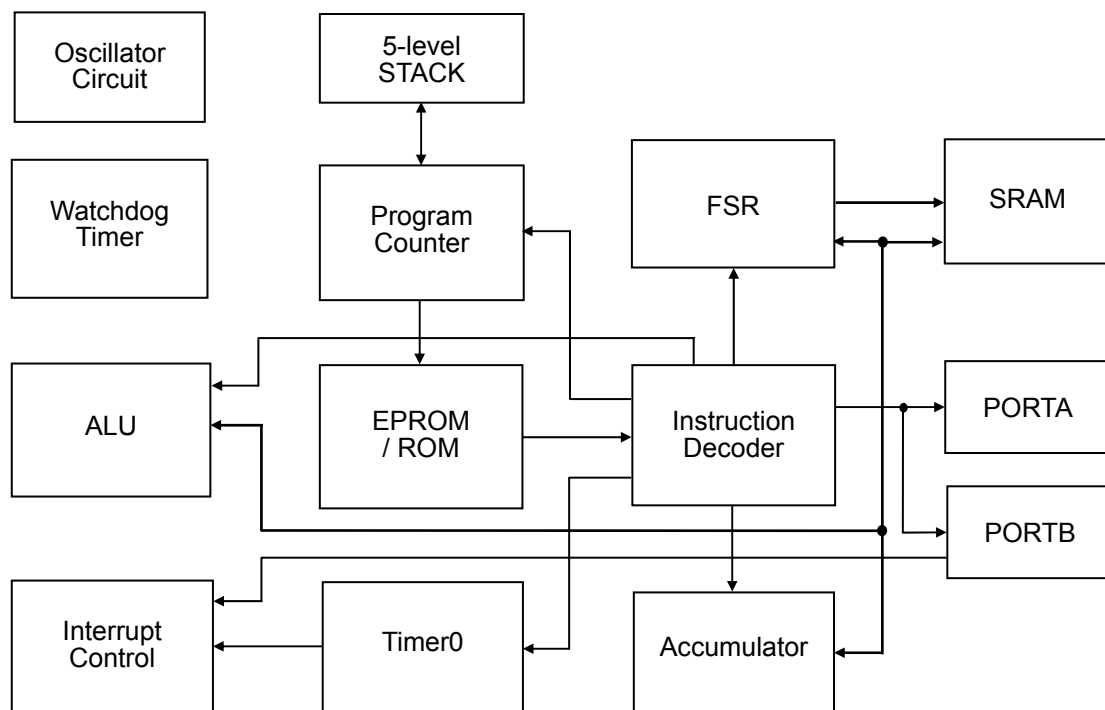 Oscillator
Circuit
5-level
STACK
Watchdog
Timer
Program
Counter
FSR
SRAM
ALU
EPROM
/ ROM
Instruction
Decoder
PORTA
PORTB
Interrupt
Control
Timer0
Accumulator